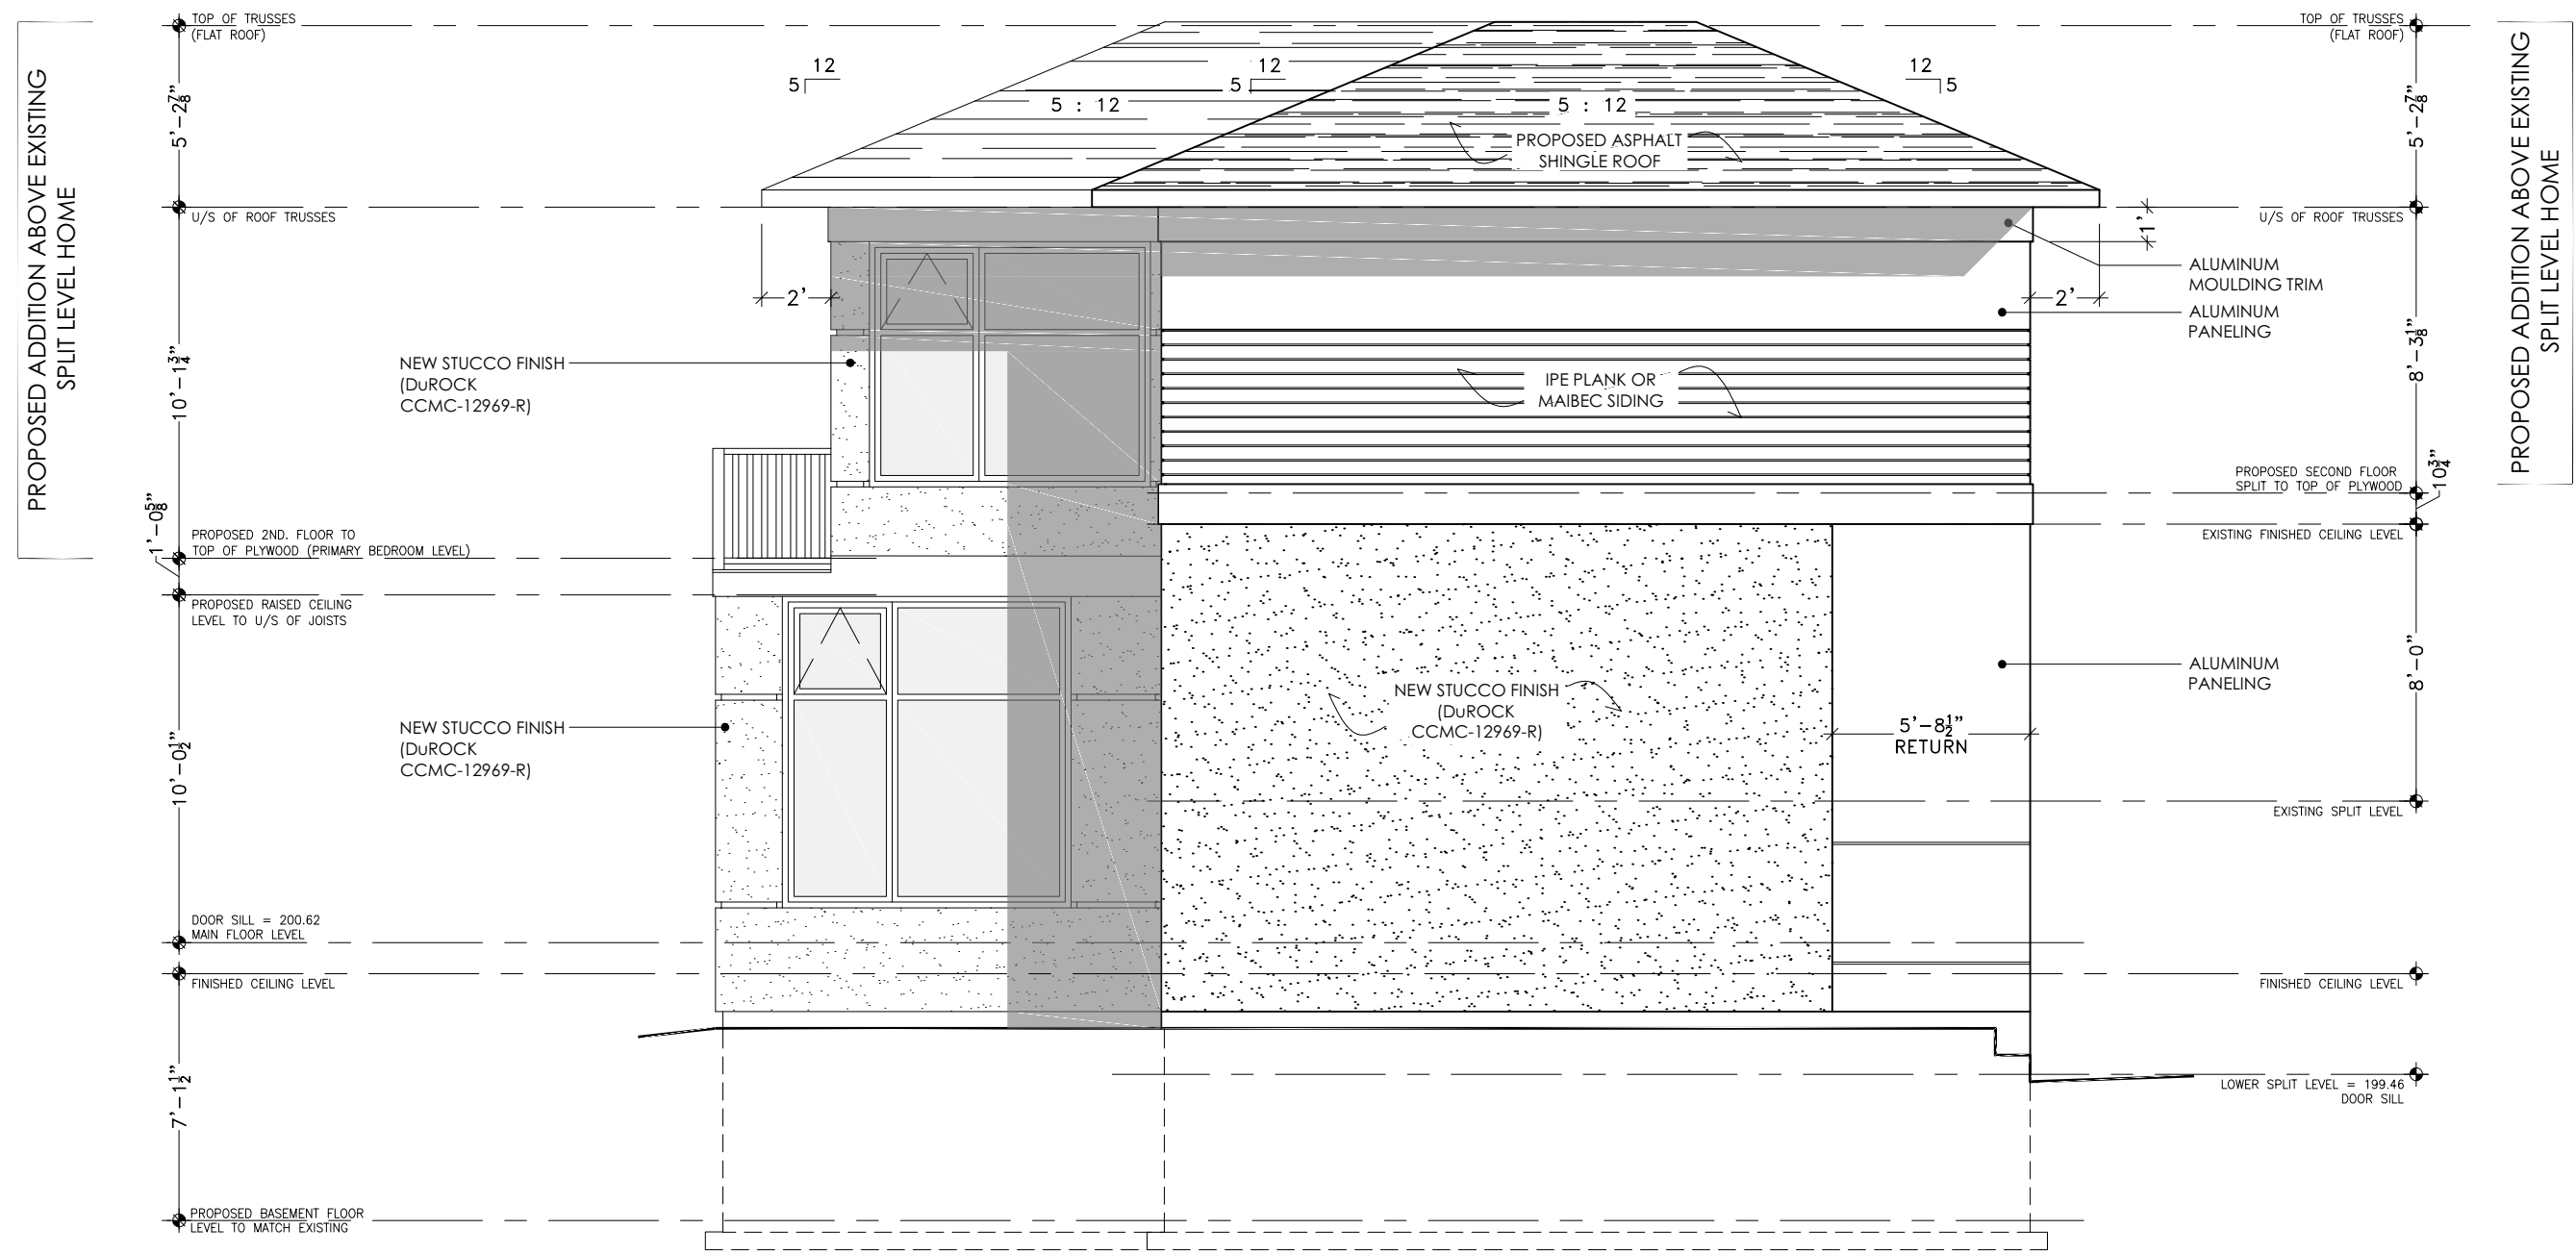 TOP OF TRUSSES
(FLAT ROOF)
TOP OF TRUSSES
(FLAT ROOF)
PROPOSED ADDITION ABOVE EXISTING
SPLIT LEVEL HOME
PROPOSED ADDITION ABOVE EXISTING
SPLIT LEVEL HOME
12
5
12
5
12
5
5 : 12
5 : 12
PROPOSED ASPHALT
SHINGLE ROOF
5'-2⅞"
5'-2⅞"
U/S OF ROOF TRUSSES
U/S OF ROOF TRUSSES
1'
2'
2'
ALUMINUM
MOULDING TRIM
ALUMINUM
PANELING
10'-1¾"
8'-3⅛"
NEW STUCCO FINISH
(DuROCK
CCMC-12969-R)
IPE PLANK OR
MAIBEC SIDING
PROPOSED SECOND FLOOR
SPLIT TO TOP OF PLYWOOD
10¾"
EXISTING FINISHED CEILING LEVEL
1'-0⅝"
PROPOSED 2ND. FLOOR TO
TOP OF PLYWOOD (PRIMARY BEDROOM LEVEL)
PROPOSED RAISED CEILING
LEVEL TO U/S OF JOISTS
8'-0"
ALUMINUM
PANELING
NEW STUCCO FINISH
(DuROCK
CCMC-12969-R)
NEW STUCCO FINISH
(DuROCK
CCMC-12969-R)
5'-8½"
RETURN
10'-0½"
EXISTING SPLIT LEVEL
DOOR SILL = 200.62
MAIN FLOOR LEVEL
FINISHED CEILING LEVEL
FINISHED CEILING LEVEL
7'-1½"
LOWER SPLIT LEVEL = 199.46
DOOR SILL
PROPOSED BASEMENT FLOOR
LEVEL TO MATCH EXISTING